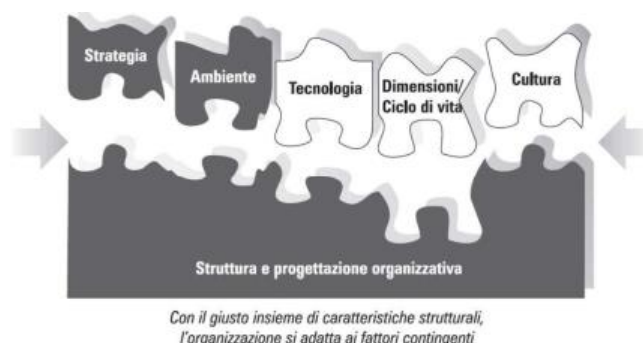 Strategia
Ambiente
Tecnologia
Dimensioni/
Ciclo di vita
Cultura
Struttura e progettazione organizzativa
Con il giusto insieme di caratteristiche strutturali,
l'organizzazione si adatta ai fattori contingenti